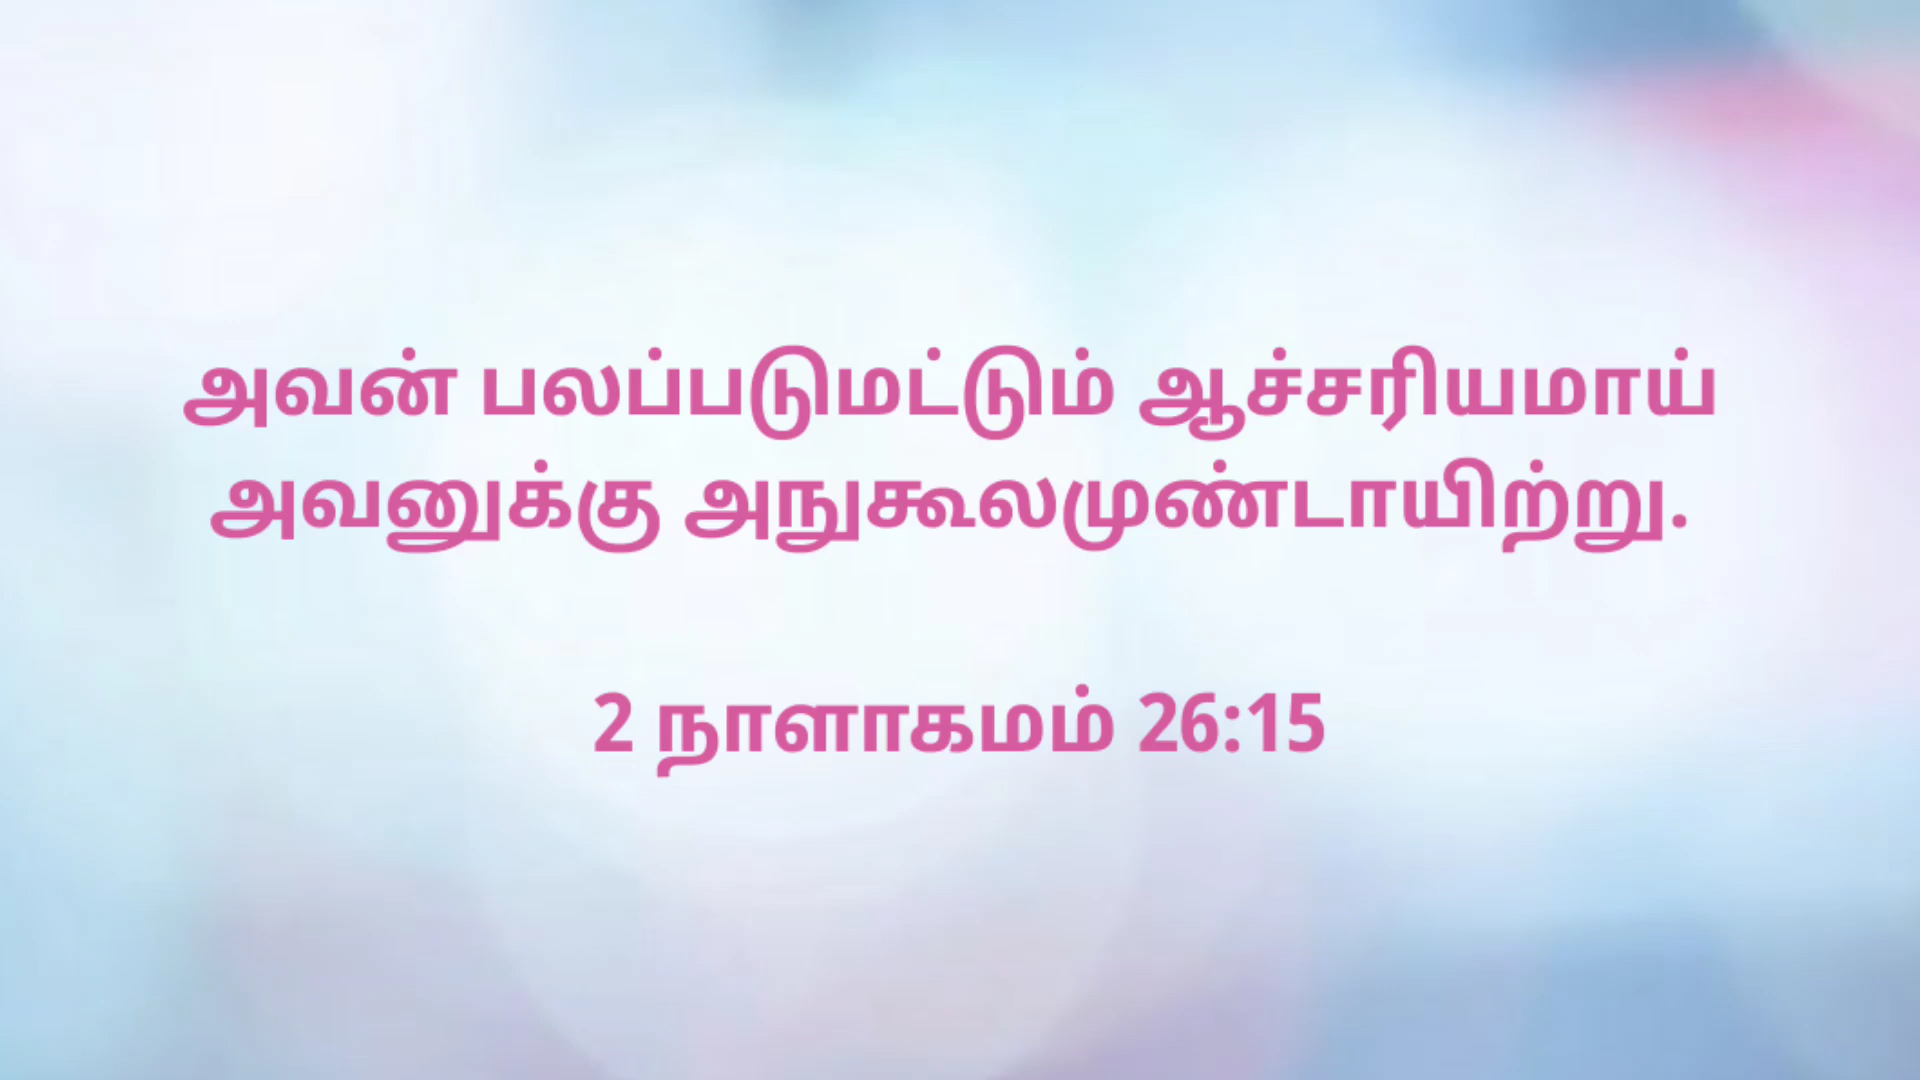 அவன் பலப்படுமட்டும் ஆச்சரியமாய்
அவனுக்கு அநுகூலமுண்டாயிற்று.
2 நாளாகமம் 26:15